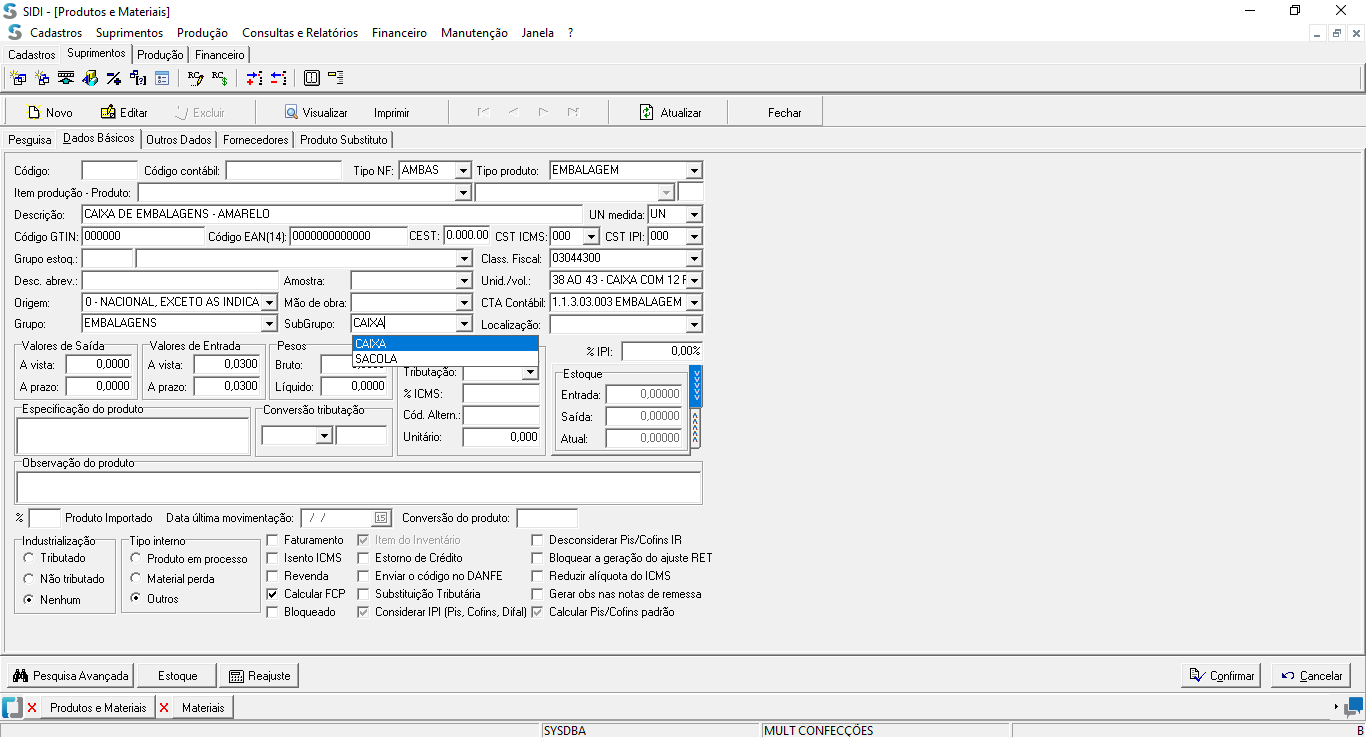 SIDI - [Produtos e Materiais]
Cadastros Suprimentos Produção Consultas e Relatórios Financeiro Manutenção Janela ?
Cadastros Suprimentos Produção Financeiro
Novo Editar Excluir Visualizar Imprimir Atualizar Fechar
Pesquisa Dados Básicos Outros Dados Fornecedores Produto Substituto
Código: Código contábil: Tipo NF: AMBAS Tipo produto: EMBALAGEM
Item produção - Produto:
Descrição: CAIXA DE EMBALAGENS - AMARELO UN medida: UN
Código GTIN: 000000 Código EAN(14): 0000000000000 CEST: 0.000.00 CST ICMS: 000 CST IPI: 000
Grupo estoq.: Class. Fiscal: 03044300
Desc. abrev.: Amostra: Unid./vol.: 38 AO 43 - CAIXA COM 12 F
Origem: 0 - NACIONAL, EXCETO AS INDICA Mão de obra: CTA Contábil: 1.1.3.03.003 EMBALAGEM
Grupo: EMBALAGENS SubGrupo: CAIXA Localização:
CAIXA
SACOLA
Valores de Saída Valores de Entrada Pesos % IPI: 0,00%
A vista: 0,0000 A vista: 0,0300 Bruto:
A prazo: 0,0000 A prazo: 0,0300 Líquido: 0,0000
Tributação:
% ICMS:
Cód. Altern.:
Unitário: 0,000
Estoque
Entrada: 0,00000
Saída: 0,00000
Atual: 0,00000
Especificação do produto Conversão tributação
Observação do produto
% Produto Importado Data última movimentação: / / 15 Conversão do produto:
Industrialização
Tributado
Não tributado
Nenhum
Tipo interno
Produto em processo
Material perda
Outros
Faturamento Item do Inventário Desconsiderar Pis/Cofins IR
Isento ICMS Estorno de Crédito Bloquear a geração do ajuste RET
Revenda Enviar o código no DANFE Reduzir alíquota do ICMS
Calcular FCP Substituição Tributária Gerar obs nas notas de remessa
Bloqueado Considerar IPI (Pis, Cofins, Difal) Calcular Pis/Cofins padrão
Pesquisa Avançada Estoque Reajuste Confirmar Cancelar
Produtos e Materiais Materiais
SYSDBA MULT CONFECÇÕES B